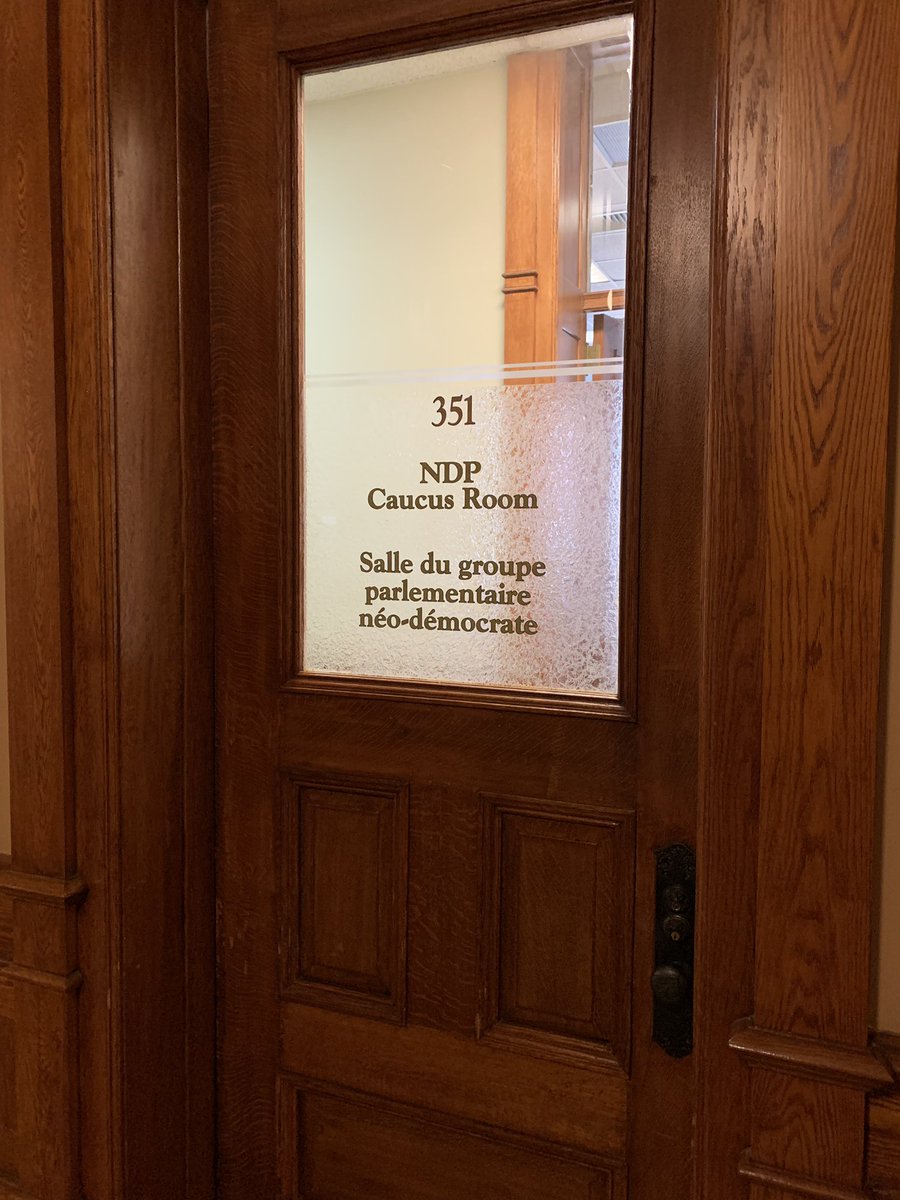 351
NDP
Caucus Room
Salle du groupe
parlementaire
néo-démocrate